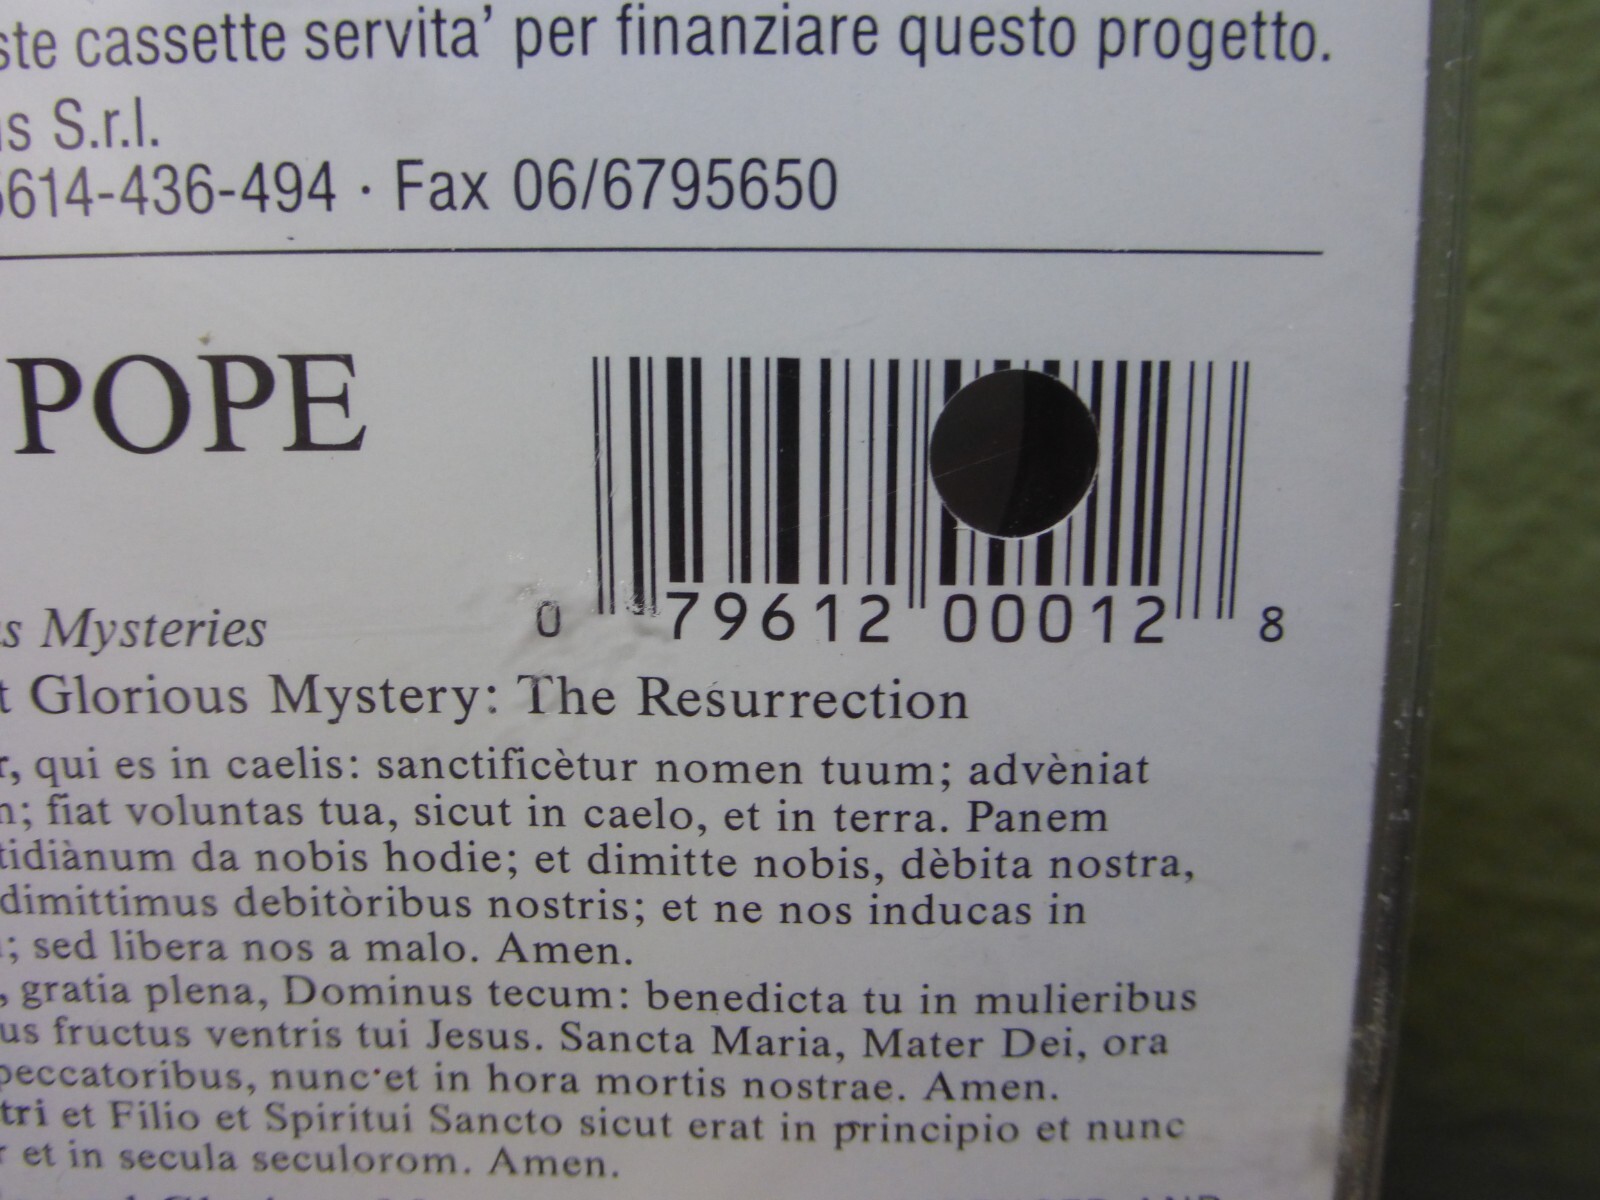 cassette servita' per finanziare questo progetto.
S.r.l.
614-436-494 · Fax 06/6795650
POPE
0 79612 00012 8
Mysteries
Glorious Mystery: The Resurrection
qui es in caelis: sanctificètur nomen tuum; advèniat
fiat voluntas tua, sicut in caelo, et in terra. Panem
da nobis hodie; et dimitte nobis, dèbita nostra,
dimittimus debitòribus nostris; et ne nos inducas in
; sed libera nos a malo. Amen.
, gratia plena, Dominus tecum: benedicta tu in mulieribus
fructus ventris tui Jesus. Sancta Maria, Mater Dei, ora
peccatoribus, nunc et in hora mortis nostrae. Amen.
tri et Filio et Spiritui Sancto sicut erat in principio et nunc
et in secula seculorom. Amen.